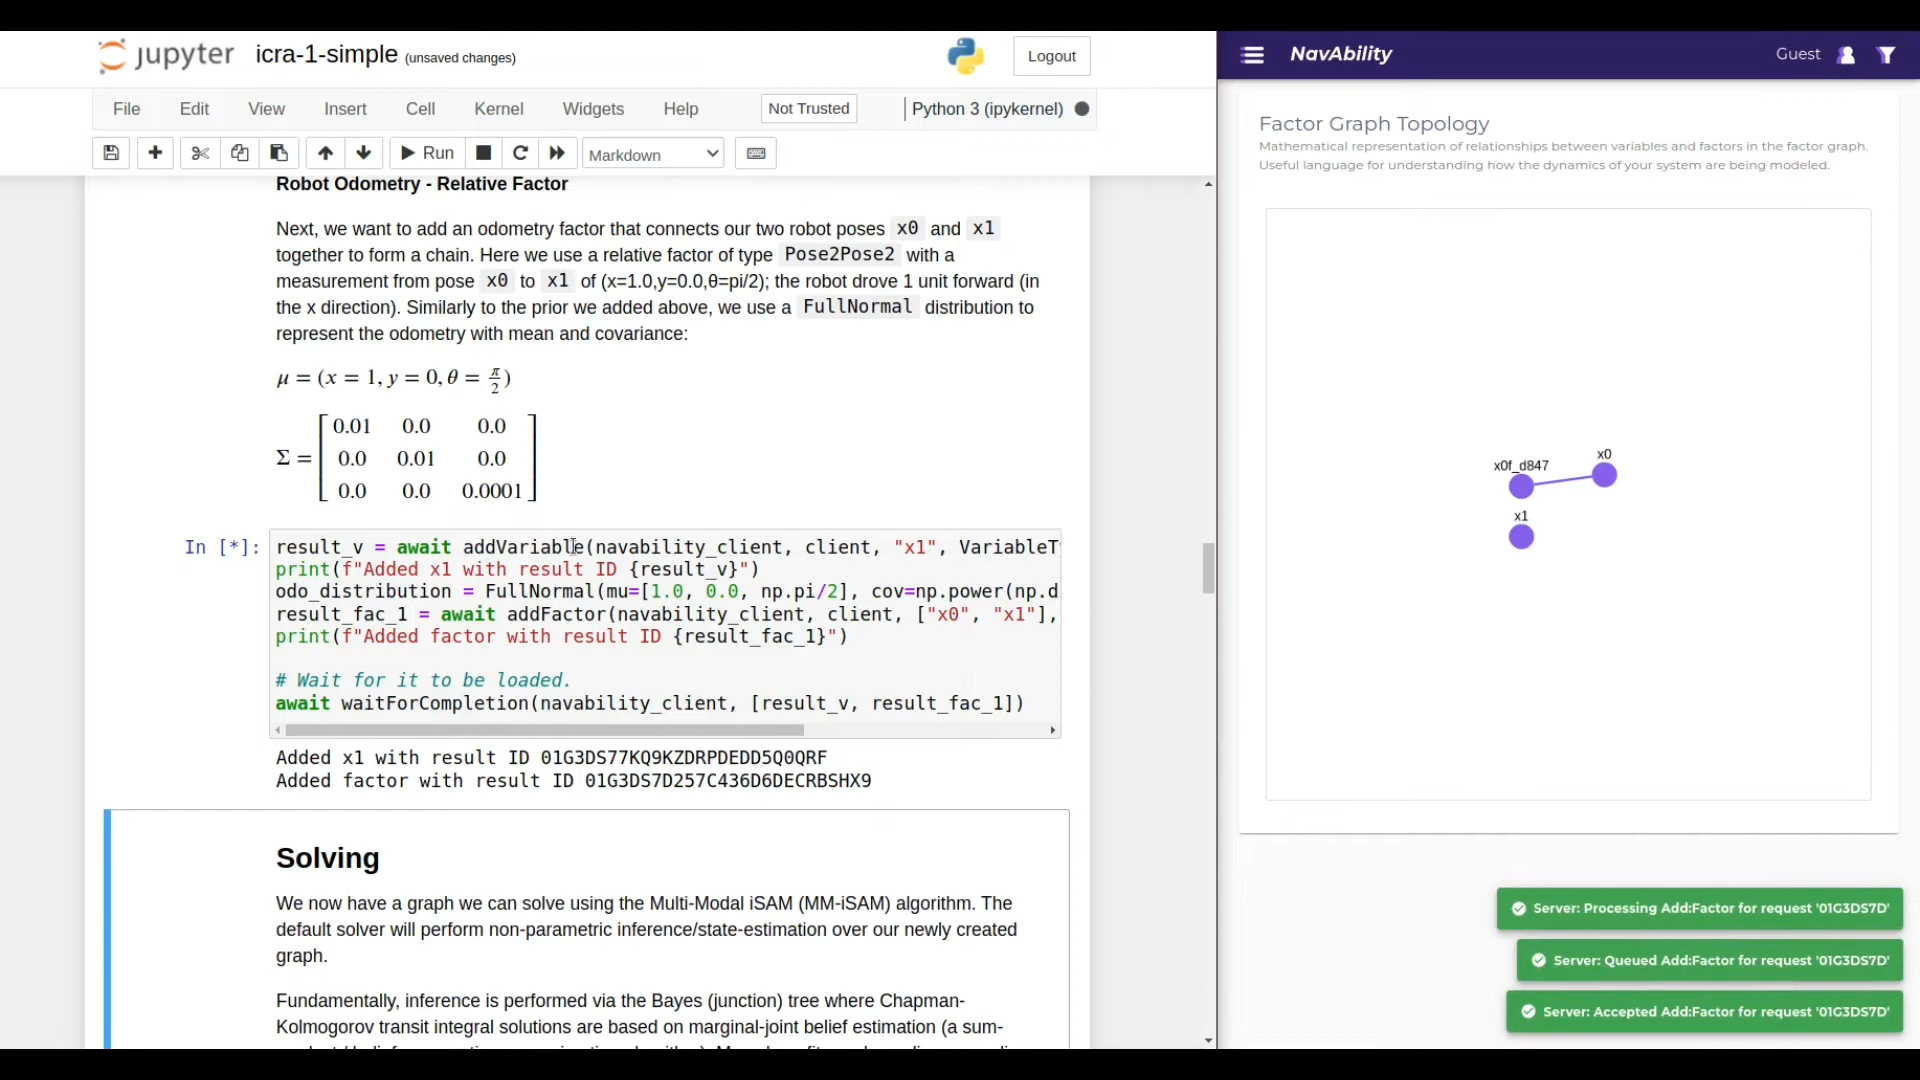 jupyter icra-1-simple (unsaved changes)
Logout
File Edit View Insert Cell Kernel Widgets Help
Not Trusted
Python 3 (ipykernel)
Run
Markdown
Robot Odometry - Relative Factor
Next, we want to add an odometry factor that connects our two robot poses x0 and x1
together to form a chain. Here we use a relative factor of type Pose2Pose2 with a
measurement from pose x0 to x1 of (x=1.0,y=0.0,θ=pi/2); the robot drove 1 unit forward (in
the x direction). Similarly to the prior we added above, we use a FullNormal distribution to
represent the odometry with mean and covariance:
μ = (x = 1, y = 0, θ = π/2)
Σ =
0.01 0.0 0.0
0.0 0.01 0.0
0.0 0.0 0.0001
In [*]:
result_v = await addVariable(navability_client, client, "x1", VariableTy
print(f"Added x1 with result ID {result_v}")
odo_distribution = FullNormal(mu=[1.0, 0.0, np.pi/2], cov=np.power(np.d
result_fac_1 = await addFactor(navability_client, client, ["x0", "x1"],
print(f"Added factor with result ID {result_fac_1}")
# Wait for it to be loaded.
await waitForCompletion(navability_client, [result_v, result_fac_1])
Added x1 with result ID 01G3DS77KQ9KZDRPDEDD5Q0QRF
Added factor with result ID 01G3DS7D257C436D6DECRBSHX9
Solving
We now have a graph we can solve using the Multi-Modal iSAM (MM-iSAM) algorithm. The
default solver will perform non-parametric inference/state-estimation over our newly created
graph.
Fundamentally, inference is performed via the Bayes (junction) tree where Chapman-
Kolmogorov transit integral solutions are based on marginal-joint belief estimation (a sum-
NavAbility
Guest
Factor Graph Topology
Mathematical representation of relationships between variables and factors in the factor graph.
Useful language for understanding how the dynamics of your system are being modeled.
x0
x0f_d847
x1
Server: Processing Add:Factor for request '01G3DS7D'
Server: Queued Add:Factor for request '01G3DS7D'
Server: Accepted Add:Factor for request '01G3DS7D'